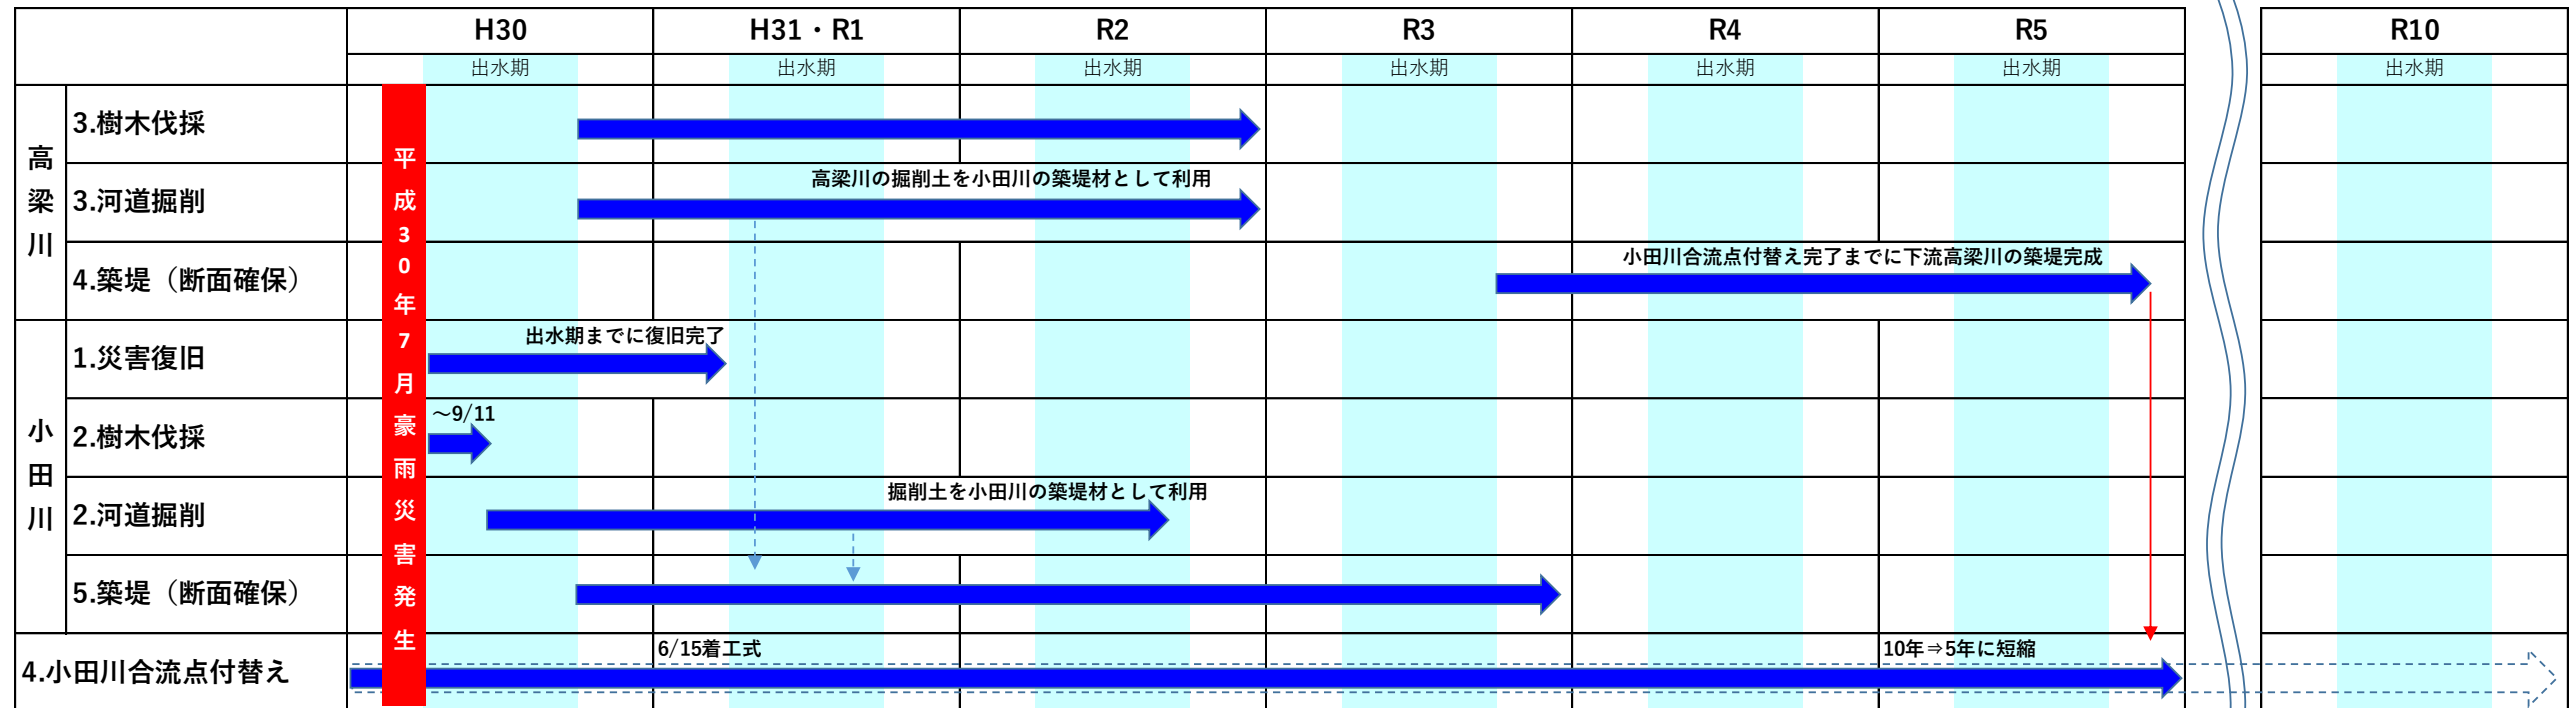 H30 H31・R1 R2 R3 R4 R5 R10
出水期 出水期 出水期 出水期 出水期 出水期 出水期
平成30年7月豪雨災害発生
高梁川
3.樹木伐採
3.河道掘削
高梁川の掘削土を小田川の築堤材として利用
4.築堤（断面確保）
小田川合流点付替え完了までに下流高梁川の築堤完成
小田川
1.災害復旧
出水期までに復旧完了
2.樹木伐採
～9/11
2.河道掘削
掘削土を小田川の築堤材として利用
5.築堤（断面確保）
4.小田川合流点付替え
6/15着工式
10年⇒5年に短縮